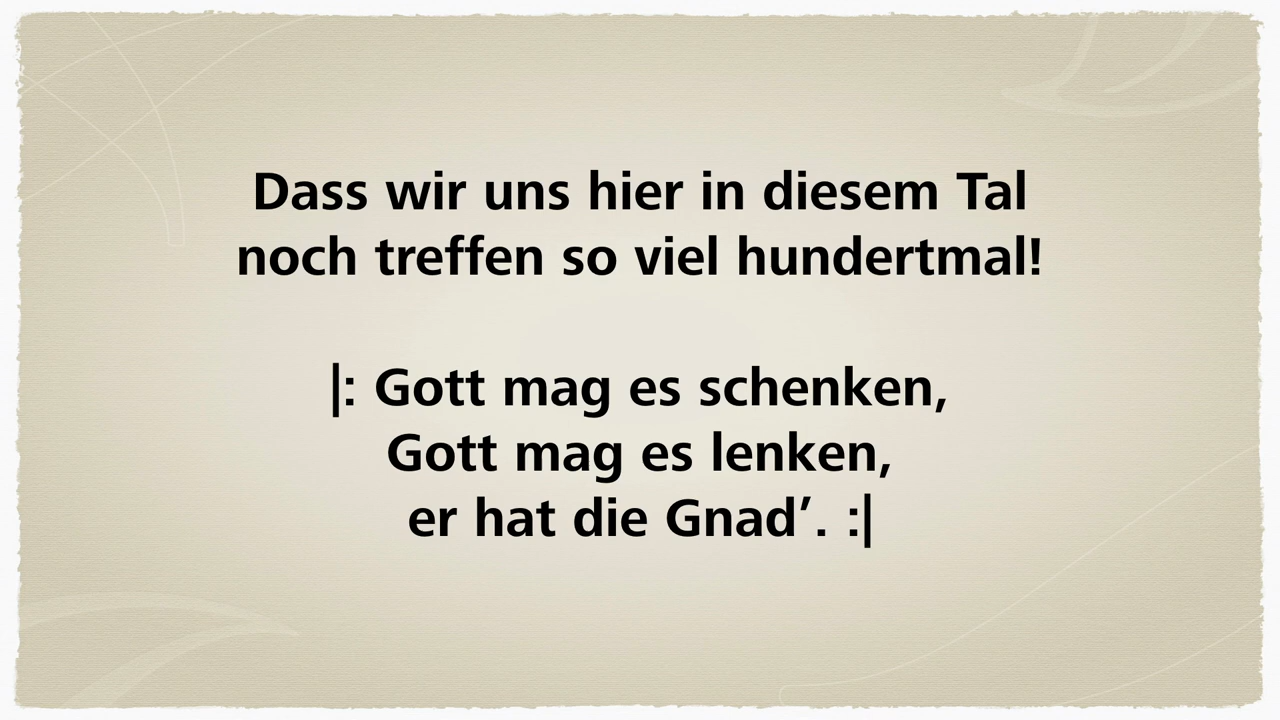 Dass wir uns hier in diesem Tal
noch treffen so viel hundertmal!
|: Gott mag es schenken,
Gott mag es lenken,
er hat die Gnad’. :|